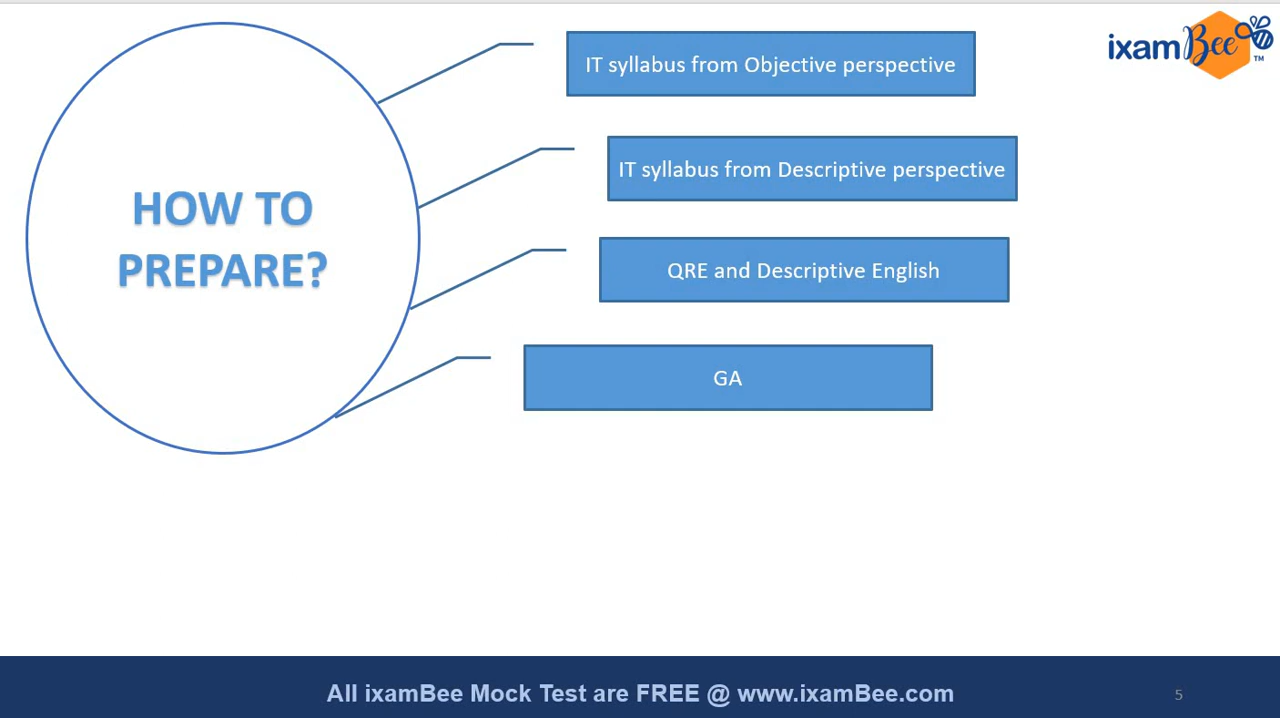 ixamBee
TM
IT syllabus from Objective perspective
IT syllabus from Descriptive perspective
HOW TO
PREPARE?
QRE and Descriptive English
GA
All ixamBee Mock Test are FREE @ www.ixamBee.com
5